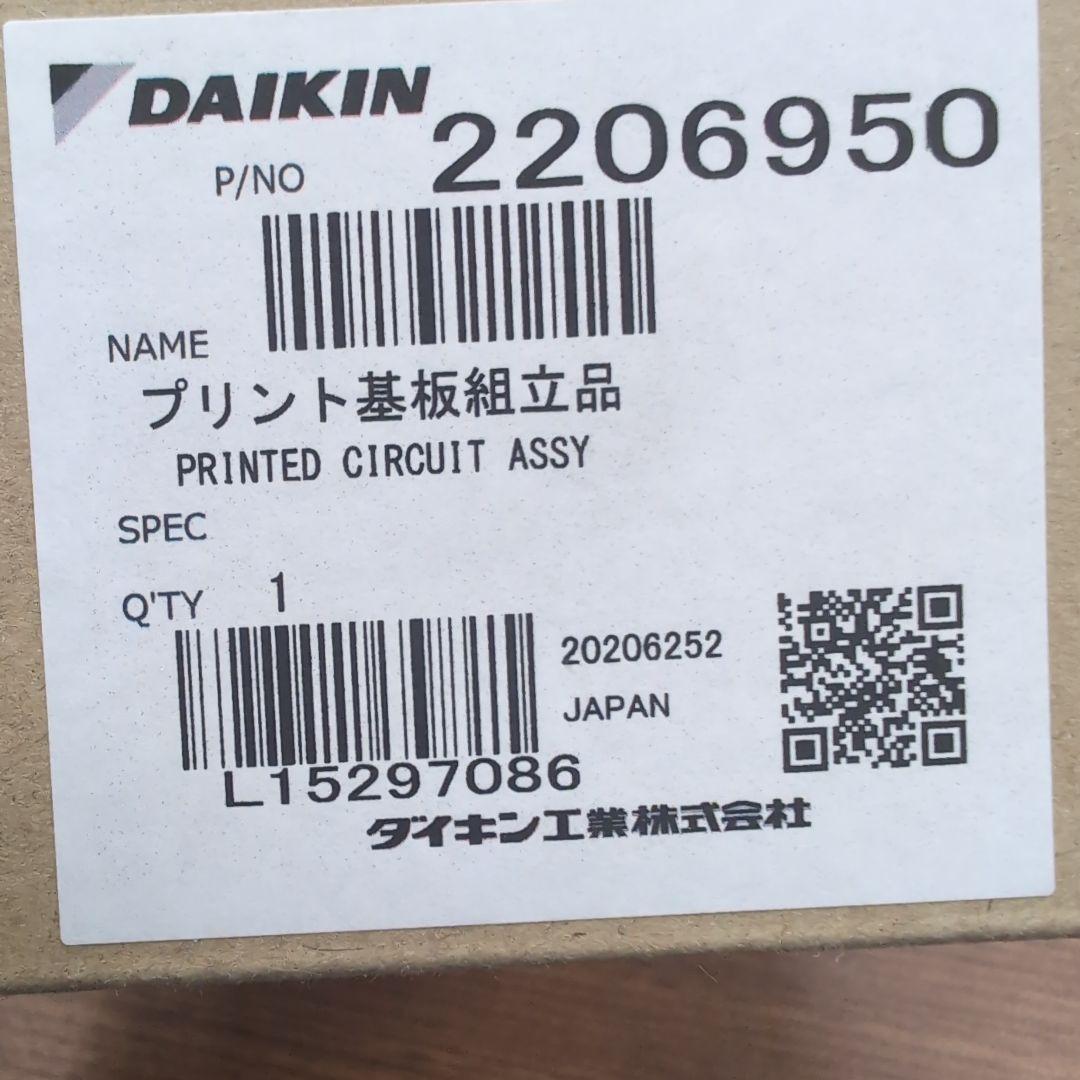 DAIKIN
P/NO 2206950
NAME
プリント基板組立品
PRINTED CIRCUIT ASSY
SPEC
Q'TY 1
20206252
JAPAN
L15297086
ダイキン工業株式会社